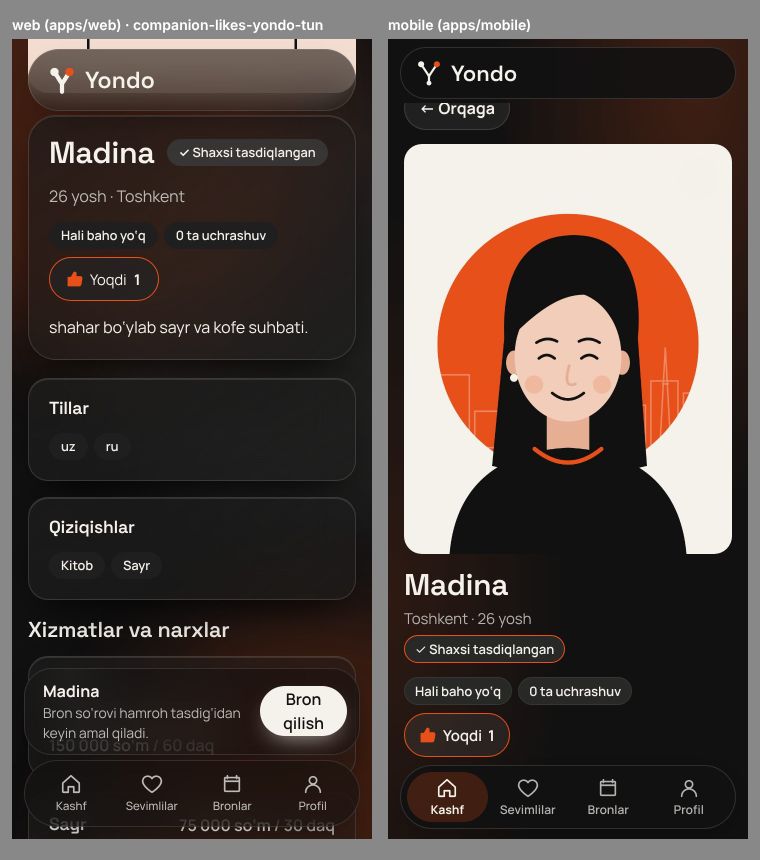 web (apps/web) · companion-likes-yondo-tun
Yondo
Madina ✓ Shaxsi tasdiqlangan
26 yosh · Toshkent
Hali baho yo‘q 0 ta uchrashuv
Yoqdi 1
shahar bo‘ylab sayr va kofe suhbati.
Tillar
uz ru
Qiziqishlar
Kitob Sayr
Xizmatlar va narxlar
Madina
Bron so‘rovi hamroh tasdig‘idan
keyin amal qiladi.
Bron
qilish
150 000 so‘m / 60 daq
Kashf Sevimlilar Bronlar Profil
Sayr 75 000 so‘m / 30 daq
mobile (apps/mobile)
Yondo
← Orqaga
Madina
Toshkent · 26 yosh
✓ Shaxsi tasdiqlangan
Hali baho yo‘q 0 ta uchrashuv
Yoqdi 1
Kashf Sevimlilar Bronlar Profil